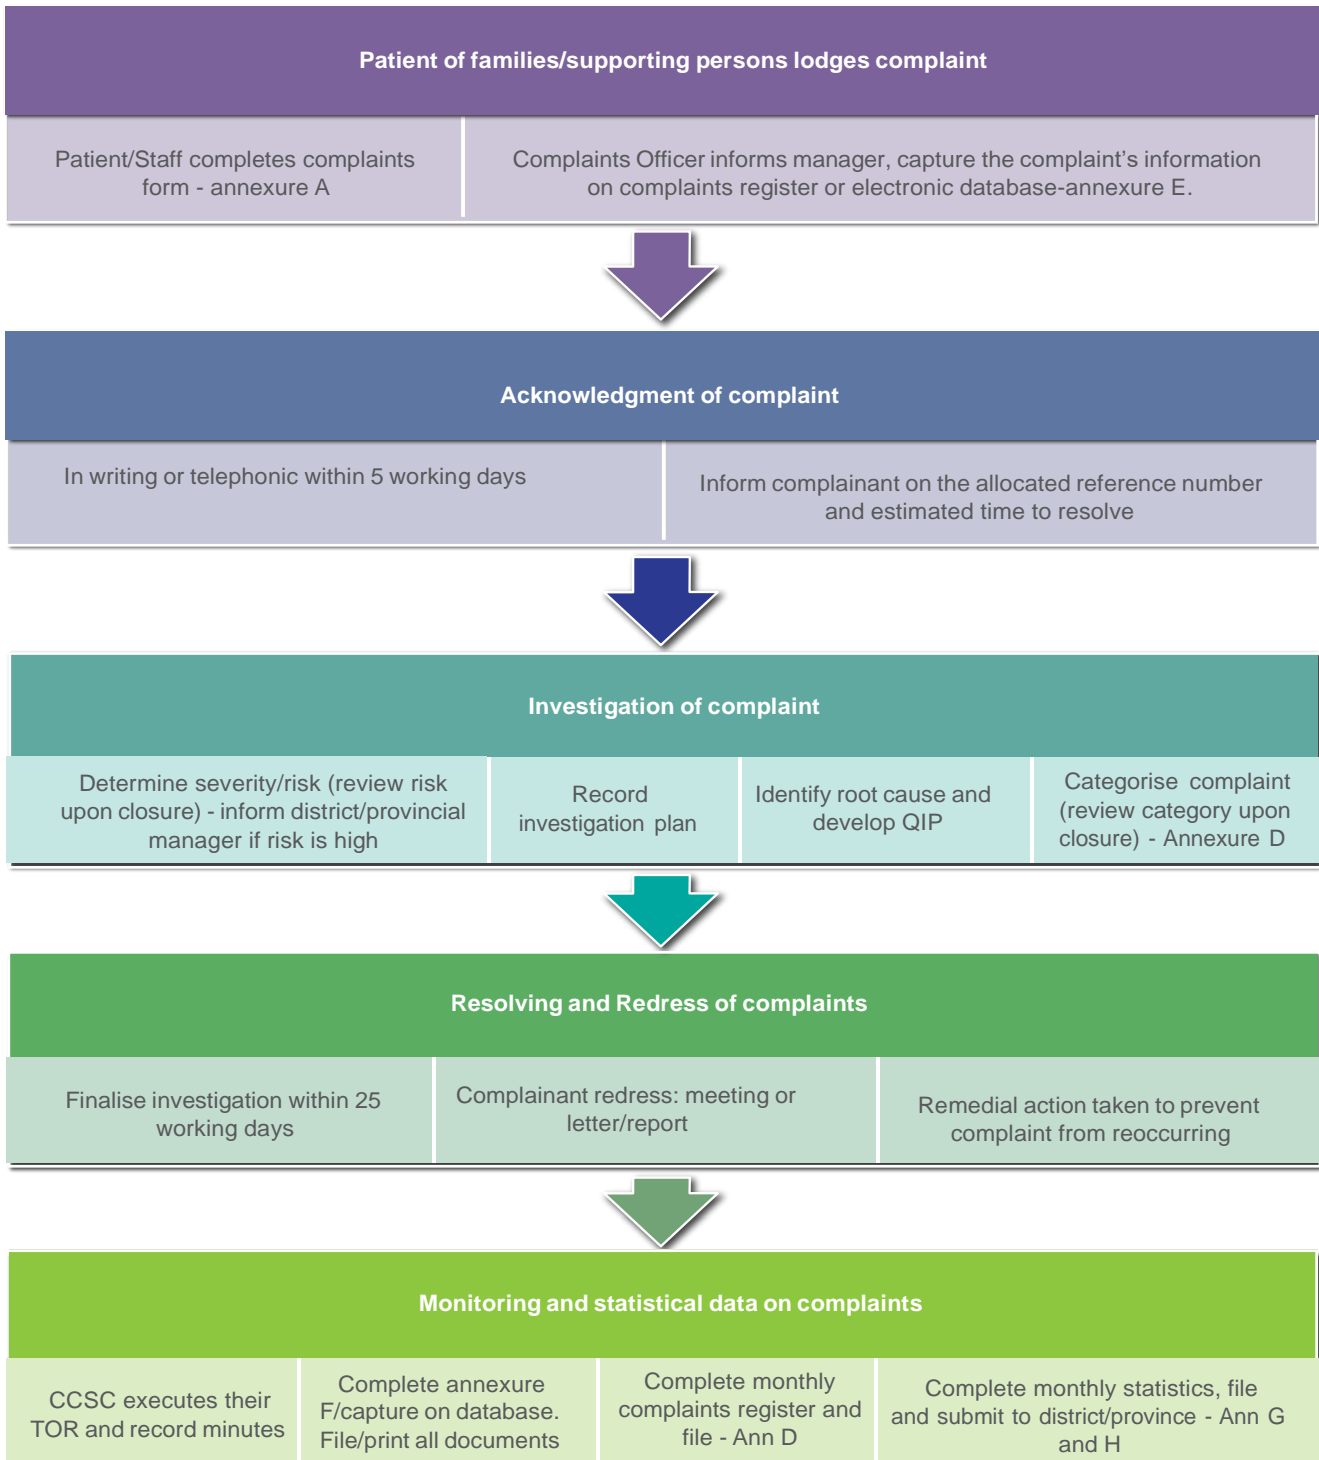 Patient of families/supporting persons lodges complaint
Patient/Staff completes complaints
form - annexure A
Complaints Officer informs manager, capture the complaint's information
on complaints register or electronic database-annexure E.
Acknowledgment of complaint
In writing or telephonic within 5 working days
Inform complainant on the allocated reference number
and estimated time to resolve
Investigation of complaint
Determine severity/risk (review risk
upon closure) - inform district/provincial
manager if risk is high
Record
investigation plan
Identify root cause and
develop QIP
Categorise complaint
(review category upon
closure) - Annexure D
Resolving and Redress of complaints
Finalise investigation within 25
working days
Complainant redress: meeting or
letter/report
Remedial action taken to prevent
complaint from reoccurring
Monitoring and statistical data on complaints
CCSC executes their
TOR and record minutes
Complete annexure
F/capture on database.
File/print all documents
Complete monthly
complaints register and
file - Ann D
Complete monthly statistics, file
and submit to district/province - Ann G
and H